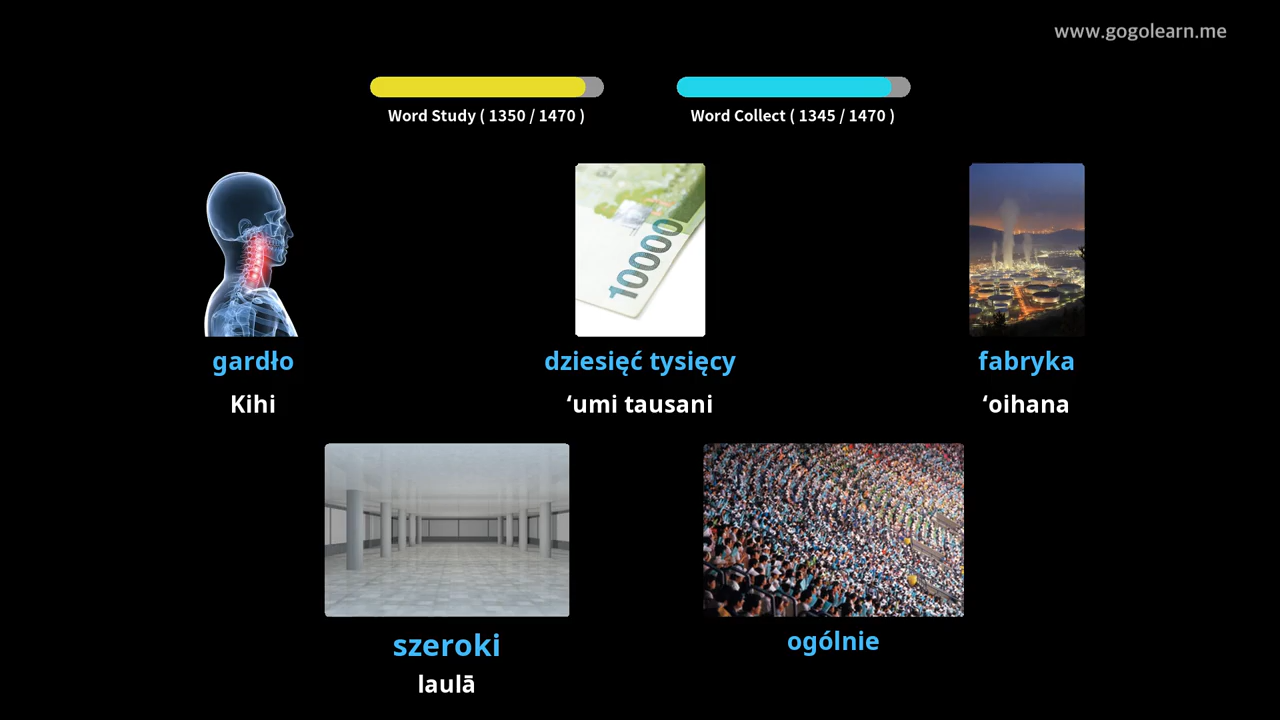 www.gogolearn.me
Word Study ( 1350 / 1470 )
Word Collect ( 1345 / 1470 )
10000
gardło
dziesięć tysięcy
fabryka
Kihi
ʻumi tausani
ʻoihana
szeroki
ogólnie
laulā